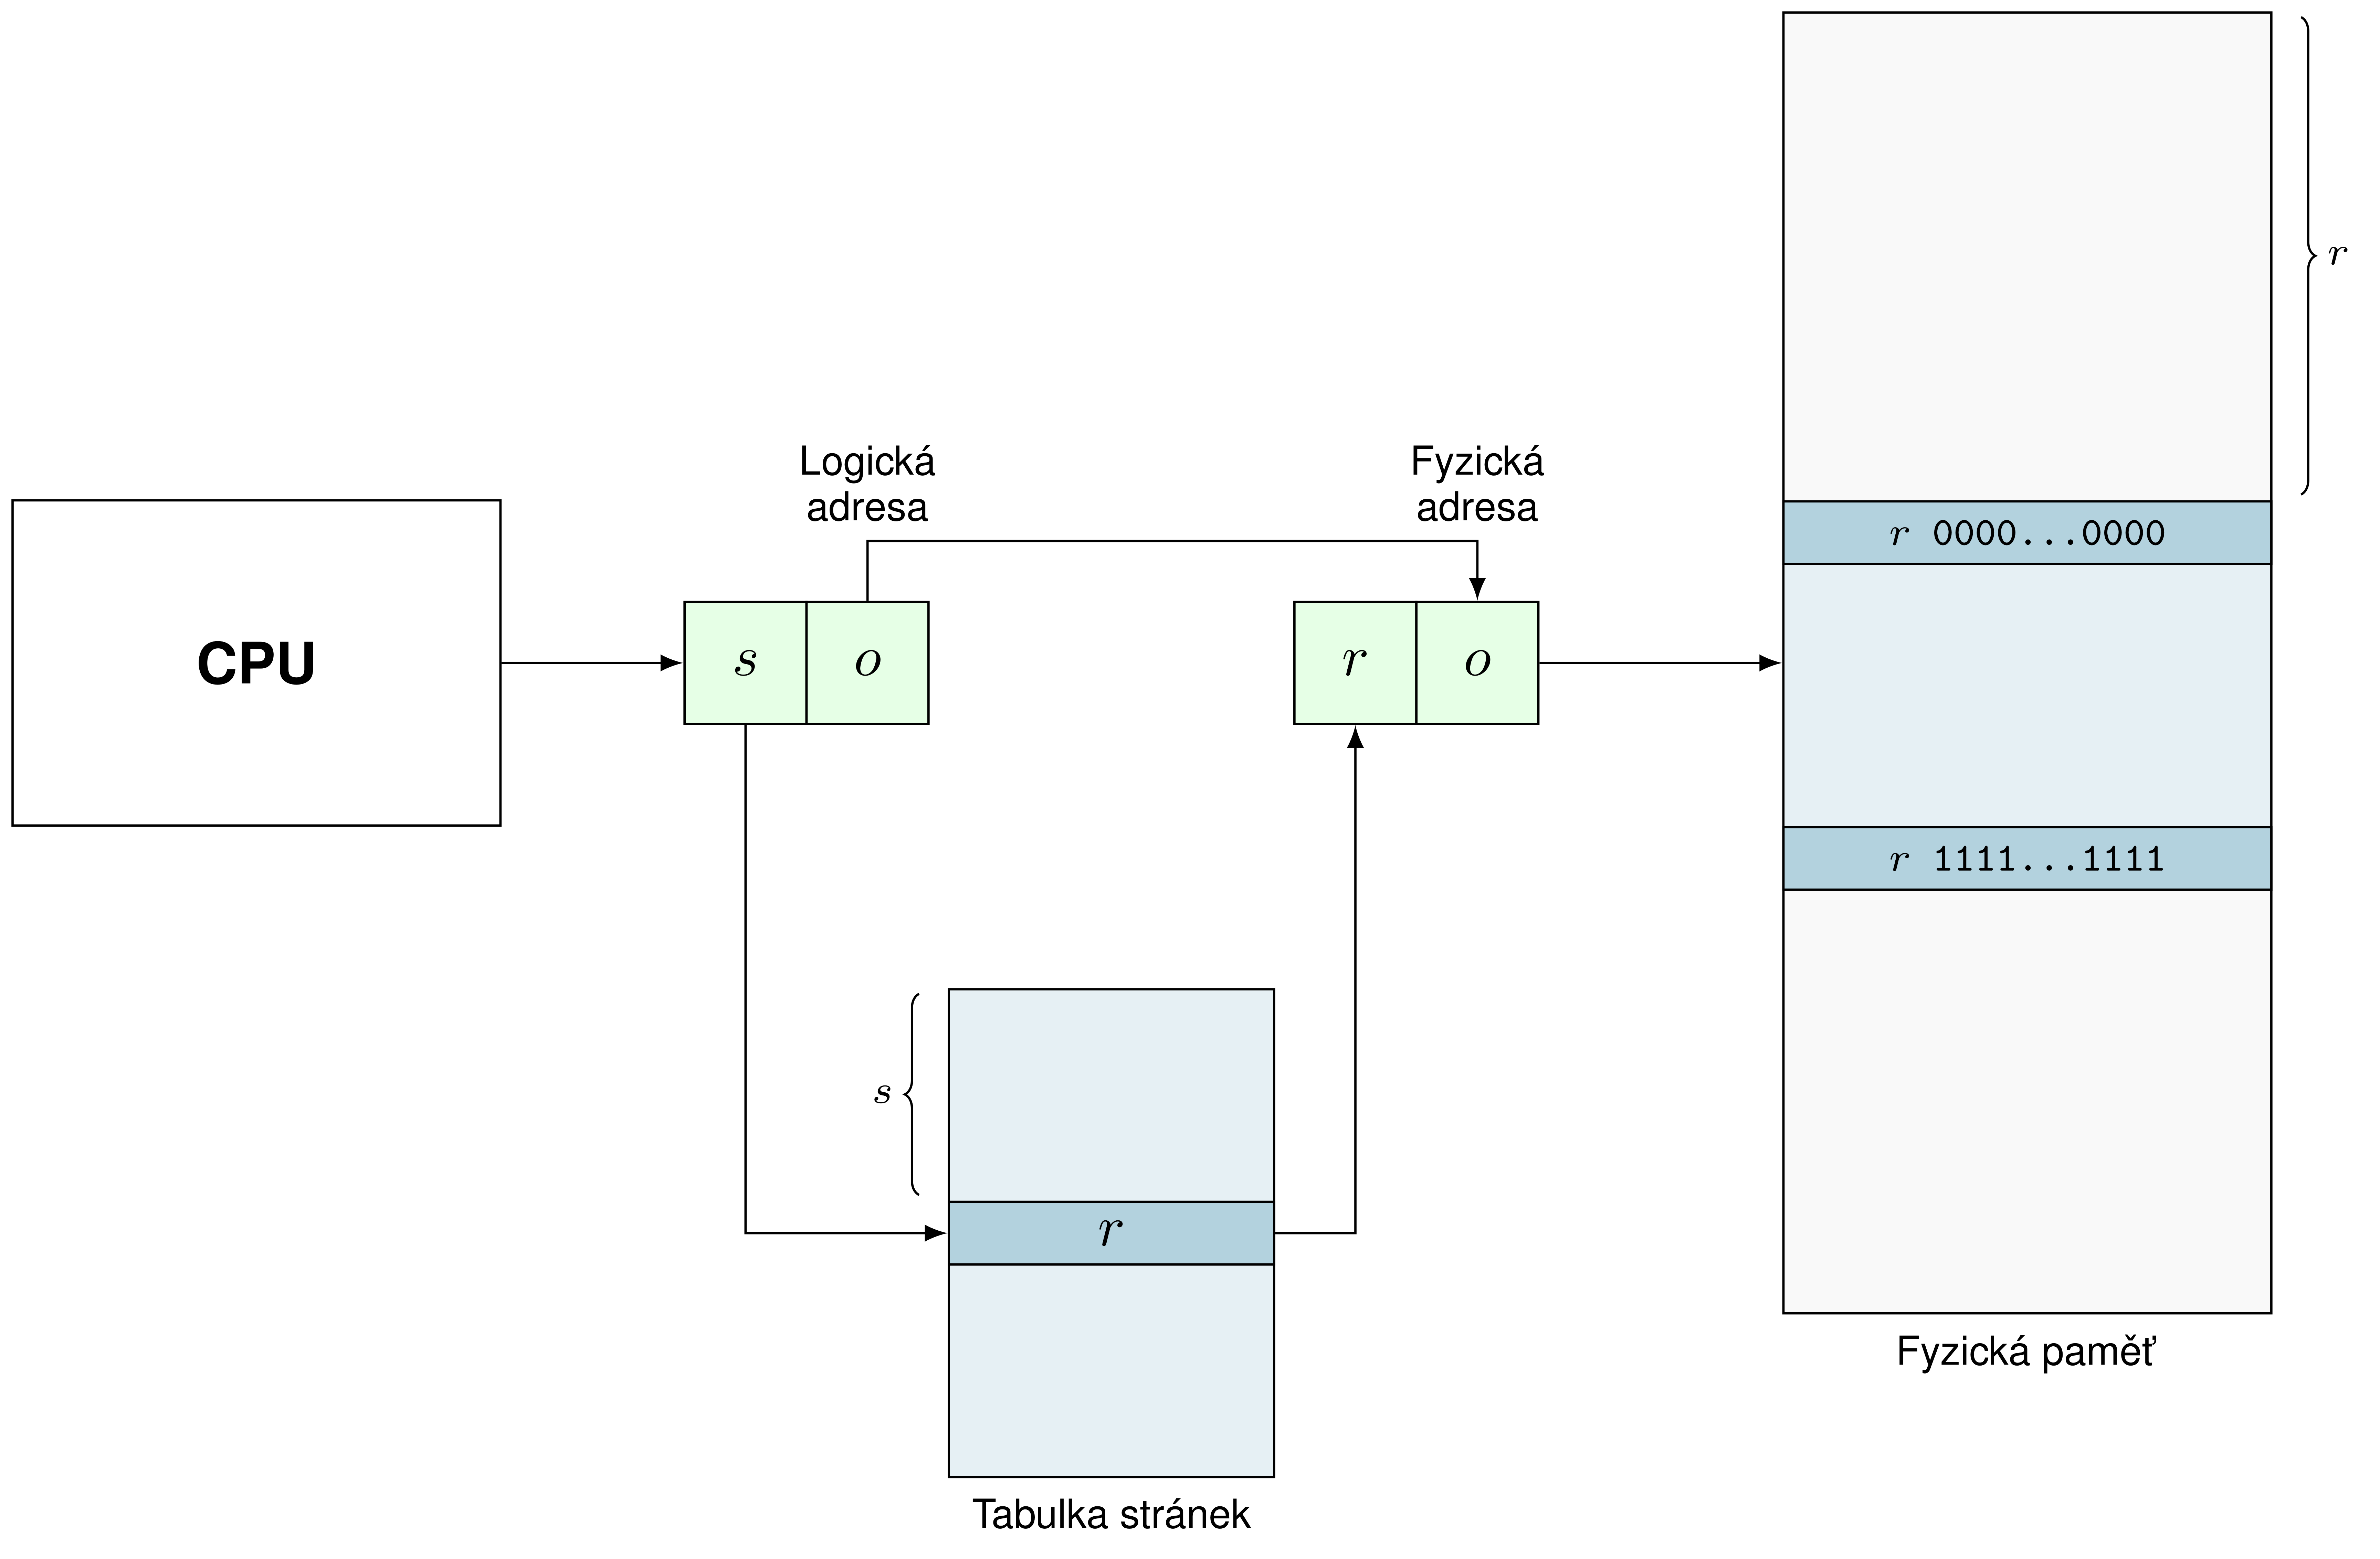 r
Logická
adresa
Fyzická
adresa
r 0000...0000
CPU
s o
r o
r 1111...1111
s
r
Fyzická paměť
Tabulka stránek